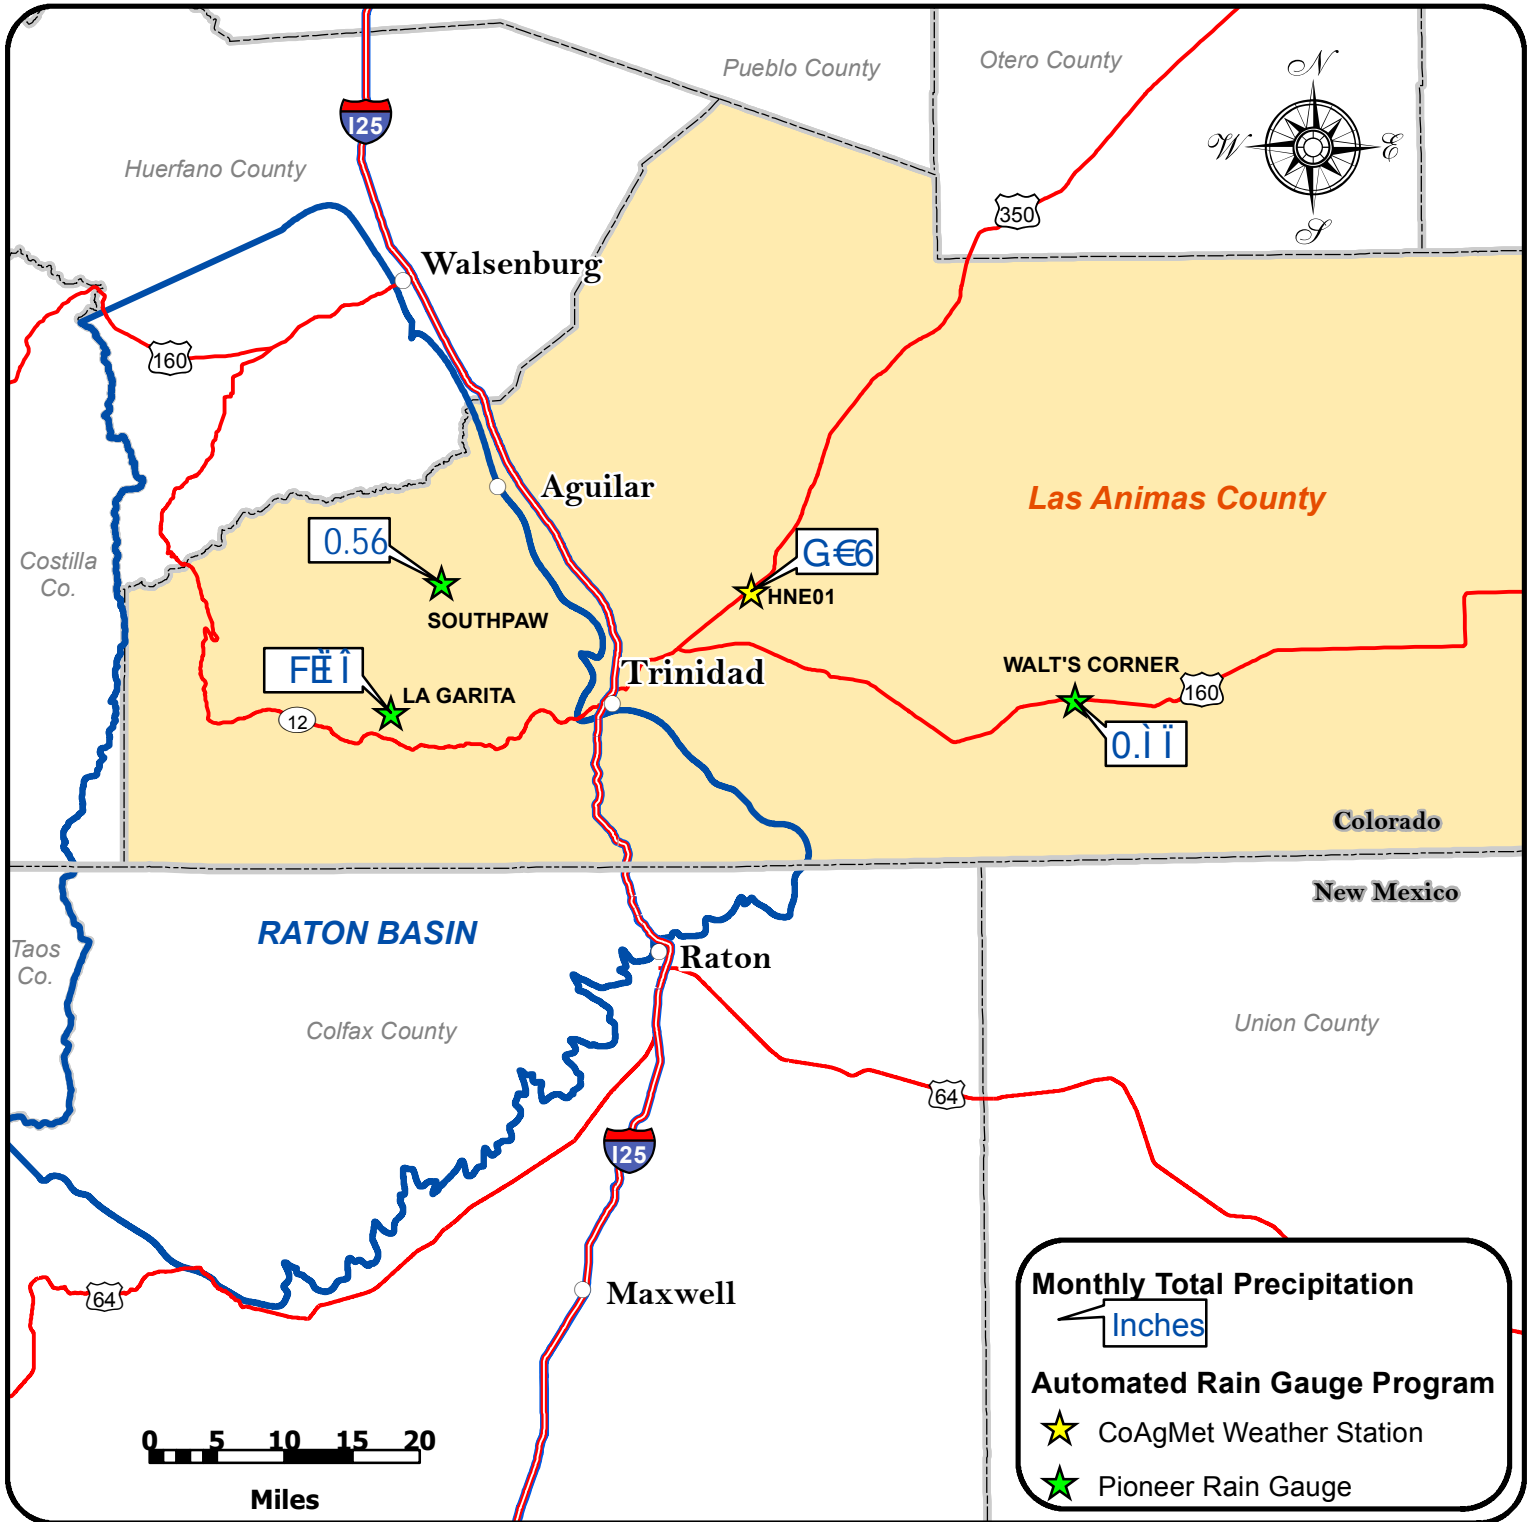 Pueblo County
Otero County
N
W
E
S
I25
Huerfano County
350
Walsenburg
160
Aguilar
Las Animas County
Costilla
Co.
0.56
G€6
HNE01
SOUTHPAW
LA GARITA
Trinidad
WALT'S CORNER
160
12
Colorado
New Mexico
RATON BASIN
Taos
Co.
Raton
Colfax County
Union County
64
I25
64
Maxwell
Monthly Total Precipitation
Inches
Automated Rain Gauge Program
CoAgMet Weather Station
Pioneer Rain Gauge
0 5 10 15 20
Miles